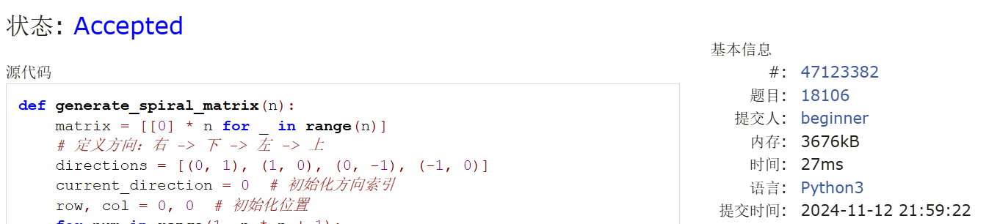 状态: Accepted
源代码
def generate_spiral_matrix(n):
    matrix = [[0] * n for _ in range(n)]
    # 定义方向：右 -> 下 -> 左 -> 上
    directions = [(0, 1), (1, 0), (0, -1), (-1, 0)]
    current_direction = 0  # 初始化方向索引
    row, col = 0, 0  # 初始化位置
    for num in range(1, n * n + 1):
基本信息
#: 47123382
题目: 18106
提交人: beginner
内存: 3676kB
时间: 27ms
语言: Python3
提交时间: 2024-11-12 21:59:22